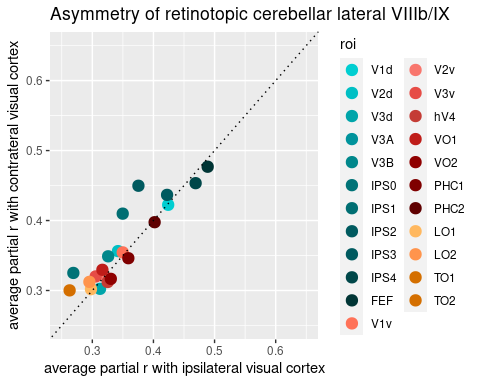 Asymmetry of retinotopic cerebellar lateral VIIIb/IX
average partial r with contralateral visual cortex
0.6
0.5
0.4
0.3
0.3 0.4 0.5 0.6
average partial r with ipsilateral visual cortex
roi
V1d
V2d
V3d
V3A
V3B
IPS0
IPS1
IPS2
IPS3
IPS4
FEF
V1v
V2v
V3v
hV4
VO1
VO2
PHC1
PHC2
LO1
LO2
TO1
TO2